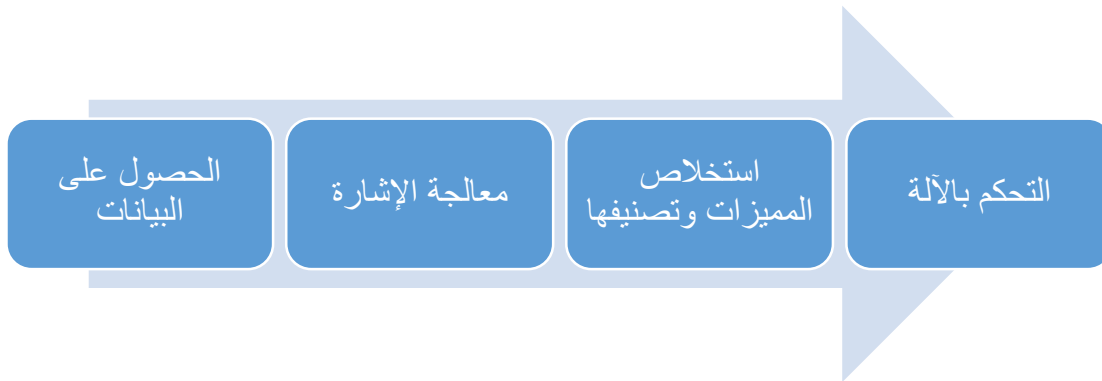 الحصول على
البيانات
معالجة الإشارة
استخلاص
المميزات وتصنيفها
التحكم بالآلة